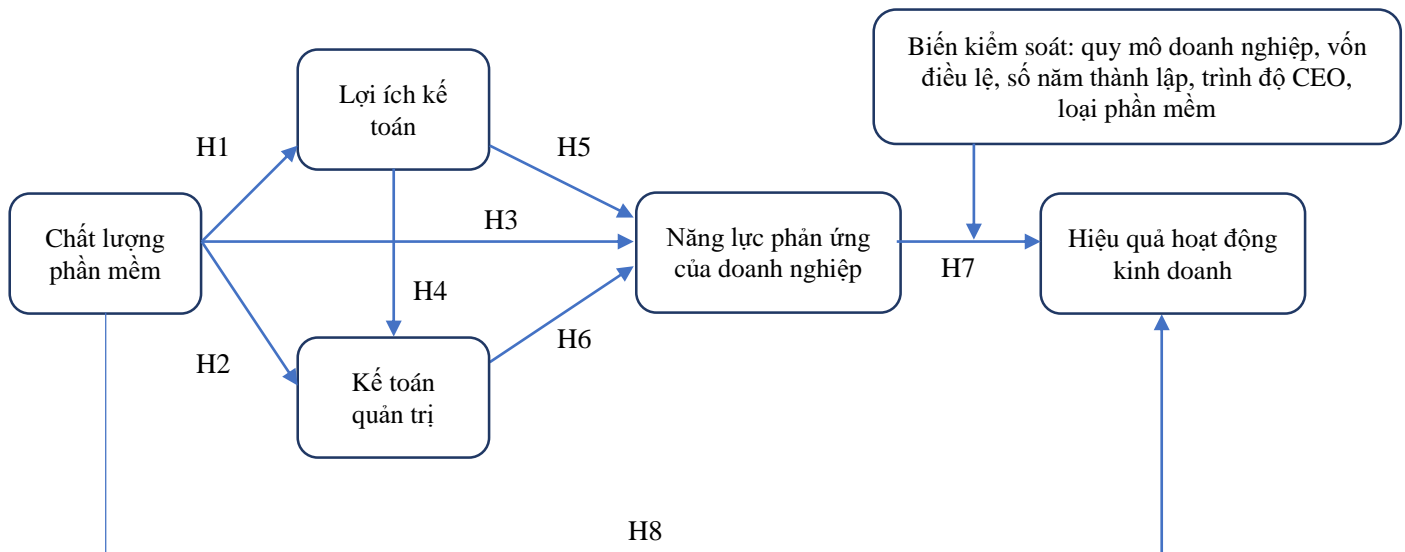 Biến kiểm soát: quy mô doanh nghiệp, vốn
điều lệ, số năm thành lập, trình độ CEO,
loại phần mềm
Lợi ích kế
toán
H1
H5
Chất lượng
phần mềm
H3
Năng lực phản ứng
của doanh nghiệp
H7
Hiệu quả hoạt động
kinh doanh
H4
H2
H6
Kế toán
quản trị
H8